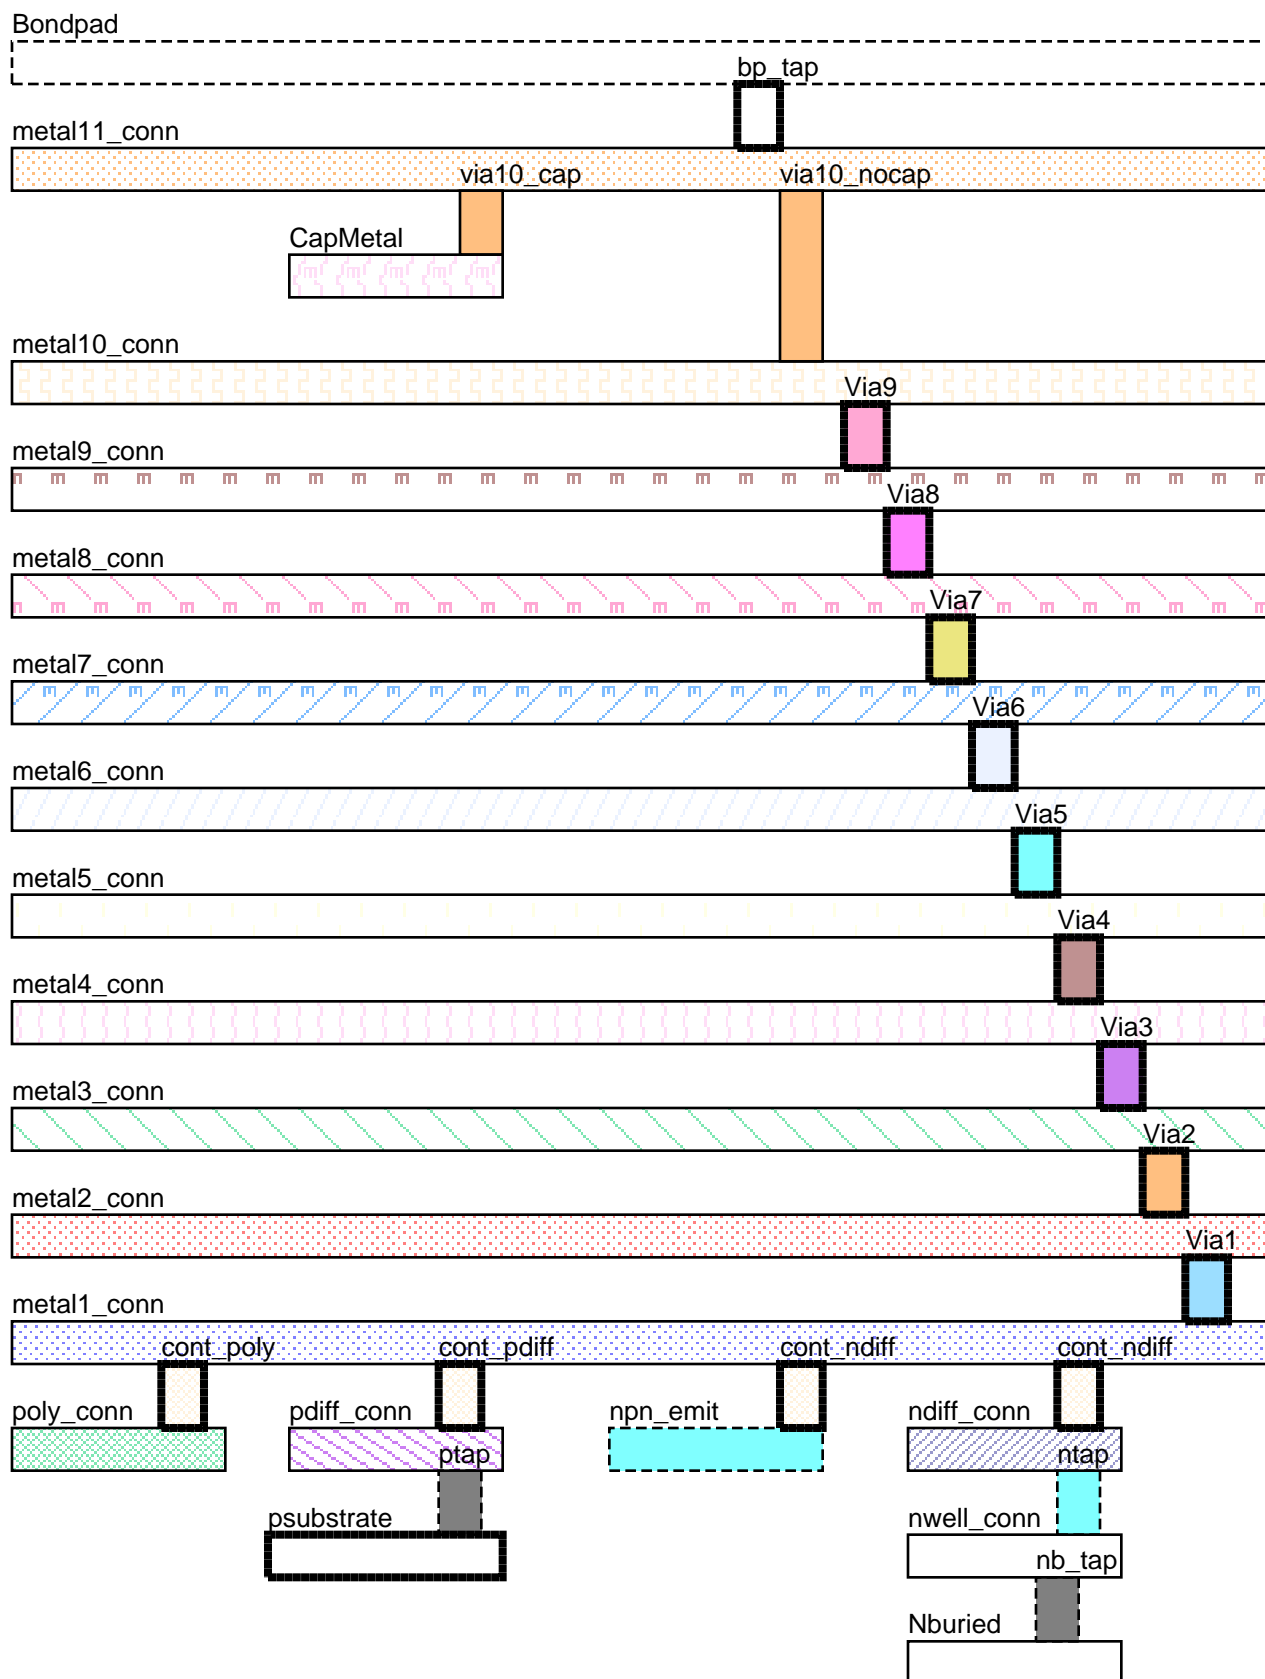 Bondpad
bp_tap
metal11_conn
via10_cap via10_nocap
CapMetal
metal10_conn
Via9
metal9_conn
Via8
metal8_conn
Via7
metal7_conn
Via6
metal6_conn
Via5
metal5_conn
Via4
metal4_conn
Via3
metal3_conn
Via2
metal2_conn
Via1
metal1_conn
cont_poly cont_pdiff cont_ndiff cont_ndiff
poly_conn pdiff_conn npn_emit ndiff_conn
ptap ntap
psubstrate nwell_conn
nb_tap
Nburied